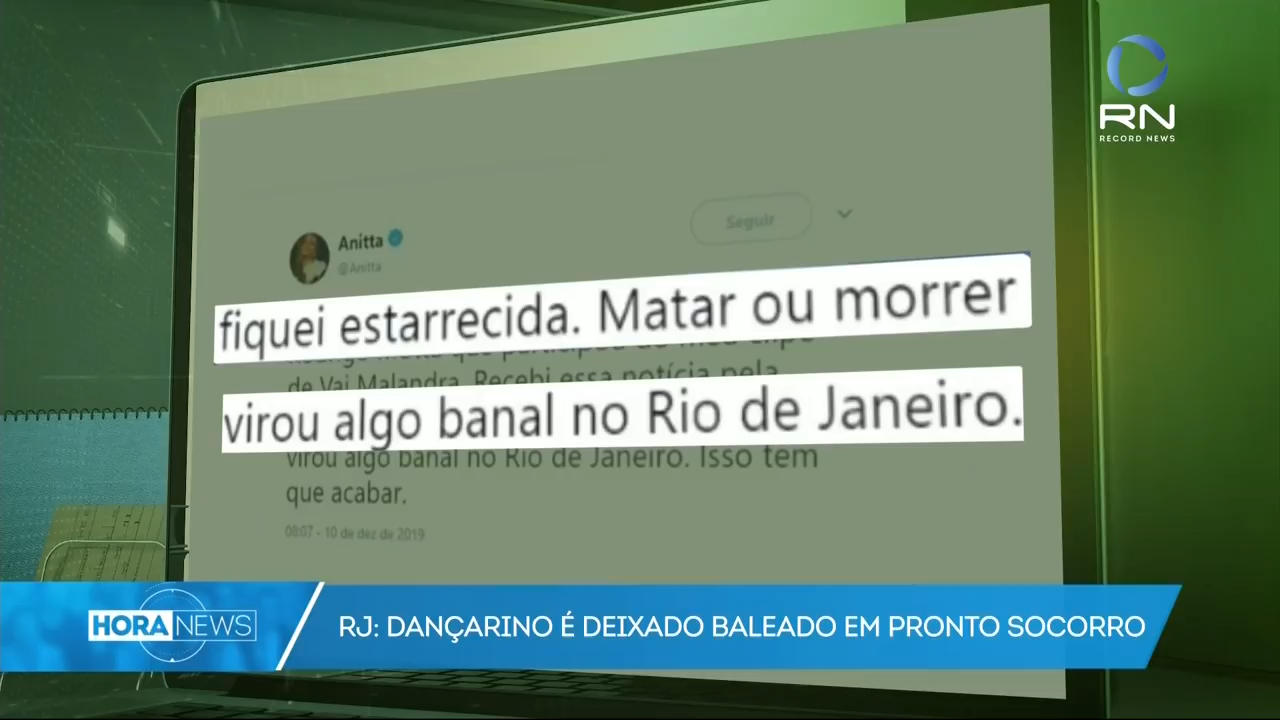 RN
RECORD NEWS
Seguir
Anitta
@Anitta
fiquei estarrecida. Matar ou morrer
de Vai Malandra. Recebi essa notícia pela
virou algo banal no Rio de Janeiro.
virou algo banal no Rio de Janeiro. Isso tem
que acabar.
08:07 - 10 de dez de 2019
HORA NEWS
RJ: DANÇARINO É DEIXADO BALEADO EM PRONTO SOCORRO